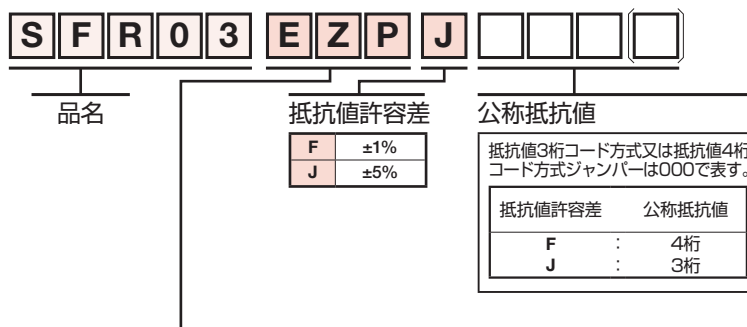 SFR03 EZP J
品名
抵抗値許容差
F ±1%
J ±5%
公称抵抗値
抵抗値3桁コード方式又は抵抗値4桁
コード方式ジャンパーは000で表す。
抵抗値許容差 公称抵抗値
F : 4桁
J : 3桁